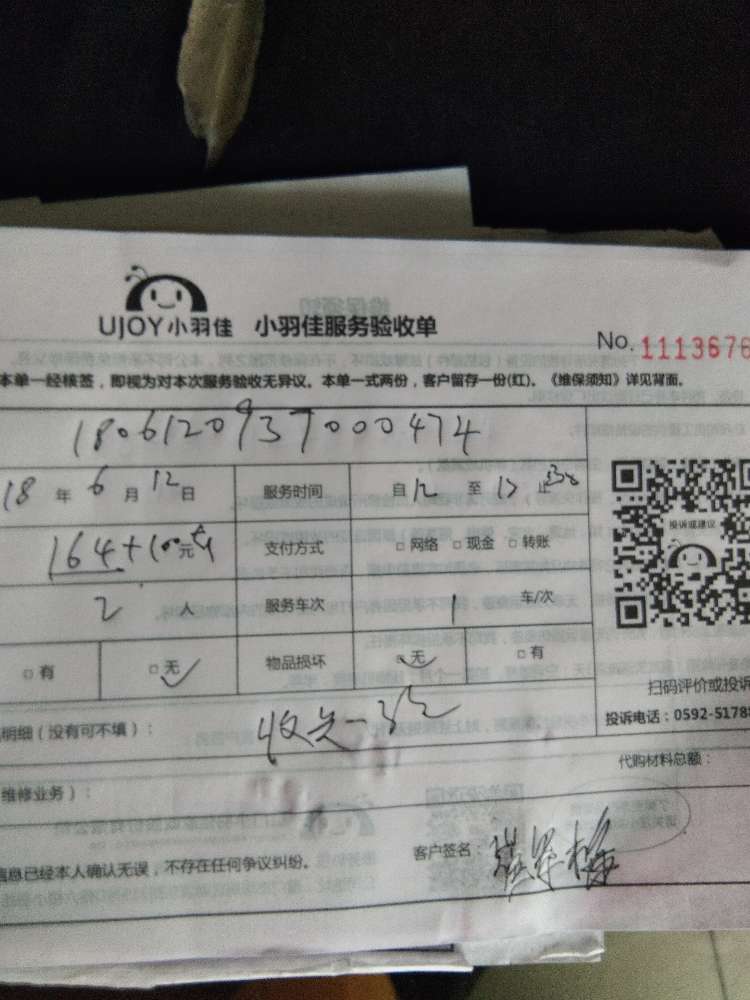 UJOY小羽佳 小羽佳服务验收单
No. 1113676
本单一经核签，即视为对本次服务验收无异议。本单一式两份，客户留存一份(红)。《维保须知》详见背面。
1806120937000474
18 年 6 月 12 日 服务时间 自 12 至 13 止
164+100元 支付方式 □网络 □现金 □转账
投诉或建议
2 人 服务车次 1 车/次
□有 □无 物品损坏 □无 □有
扫码评价或投诉
投诉电话：0592-5178
明细（没有可不填）：
代购材料总额：
维修业务）：
信息已经本人确认无误，不存在任何争议纠纷。 客户签名：